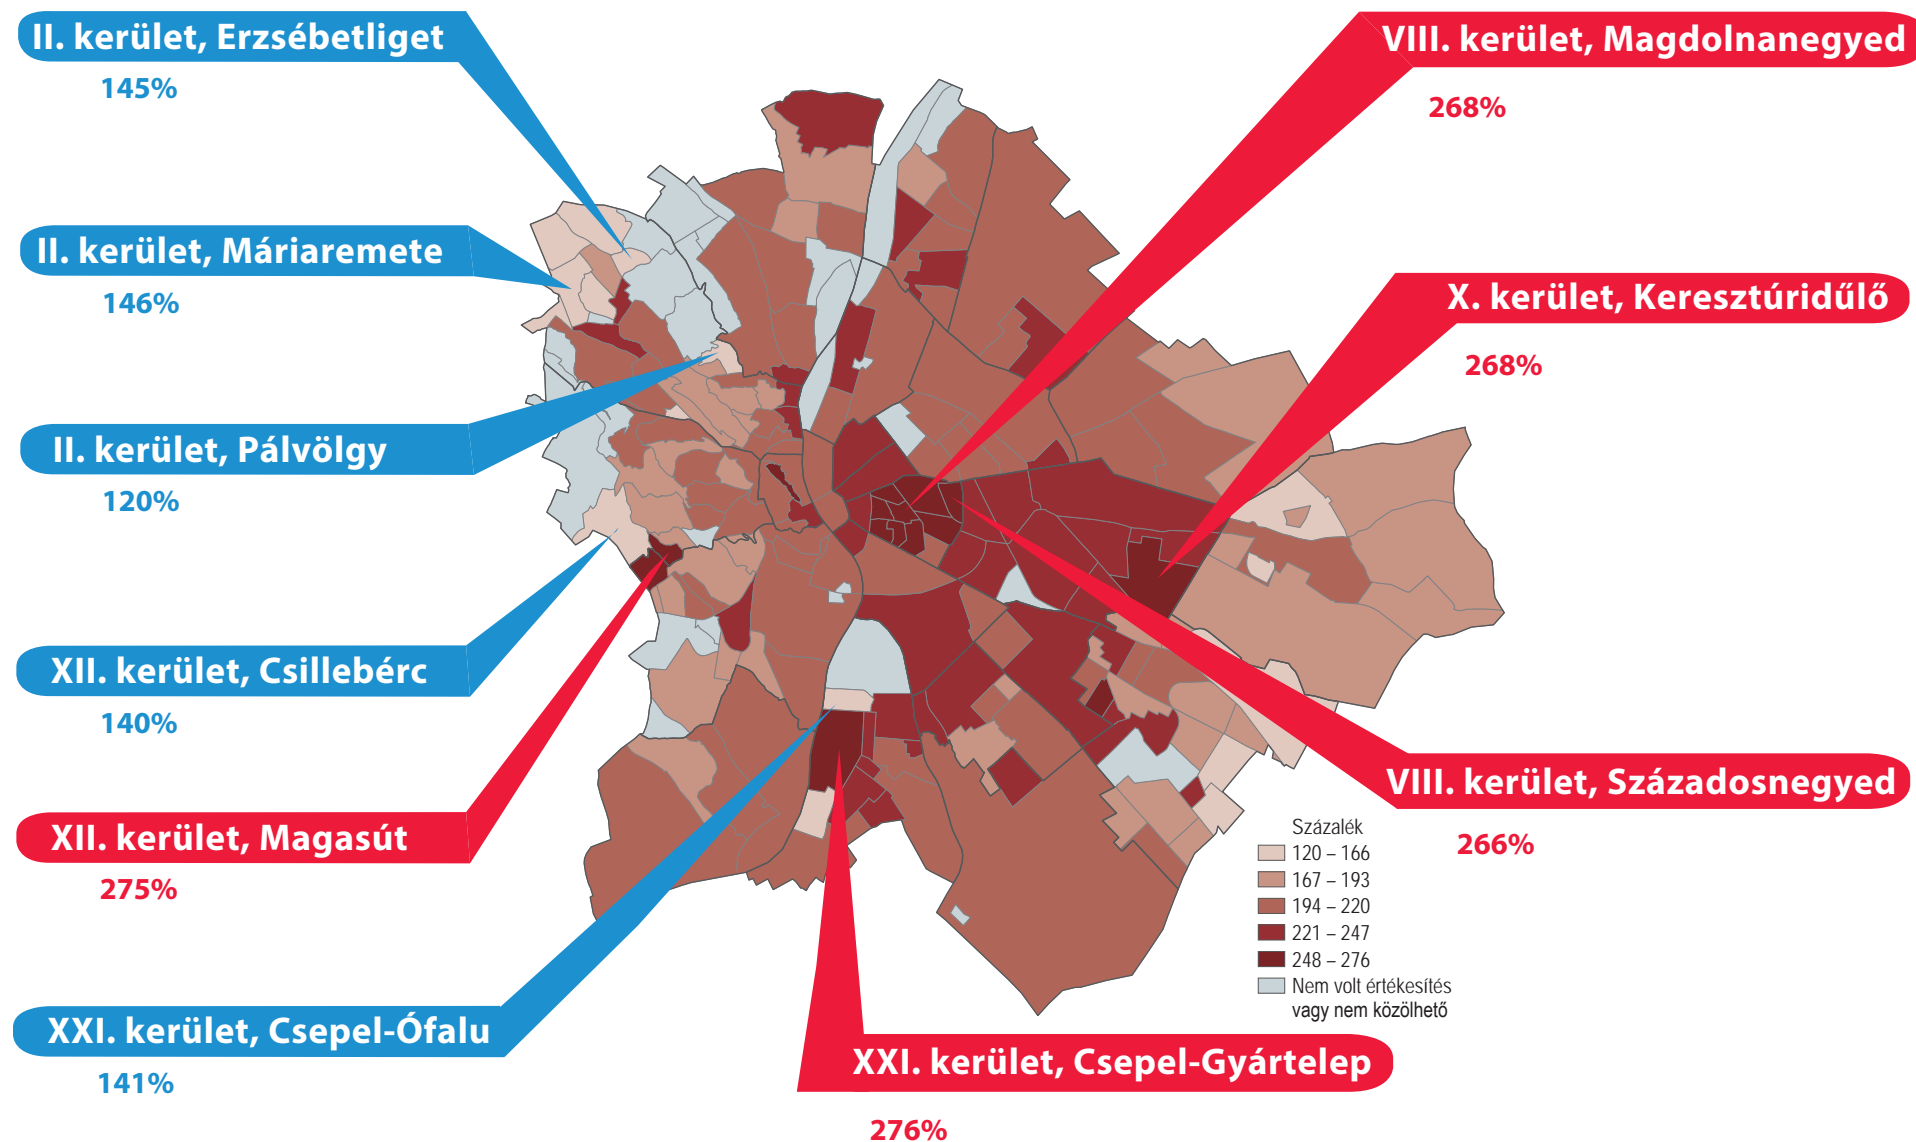 II. kerület, Erzsébetliget
145%
II. kerület, Máriaremete
146%
II. kerület, Pálvölgy
120%
XII. kerület, Csillebérc
140%
XII. kerület, Magasút
275%
XXI. kerület, Csepel-Ófalu
141%
VIII. kerület, Magdolnanegyed
268%
X. kerület, Keresztúridűlő
268%
VIII. kerület, Századosnegyed
266%
XXI. kerület, Csepel-Gyártelep
276%
Százalék
120 – 166
167 – 193
194 – 220
221 – 247
248 – 276
Nem volt értékesítés
vagy nem közölhető